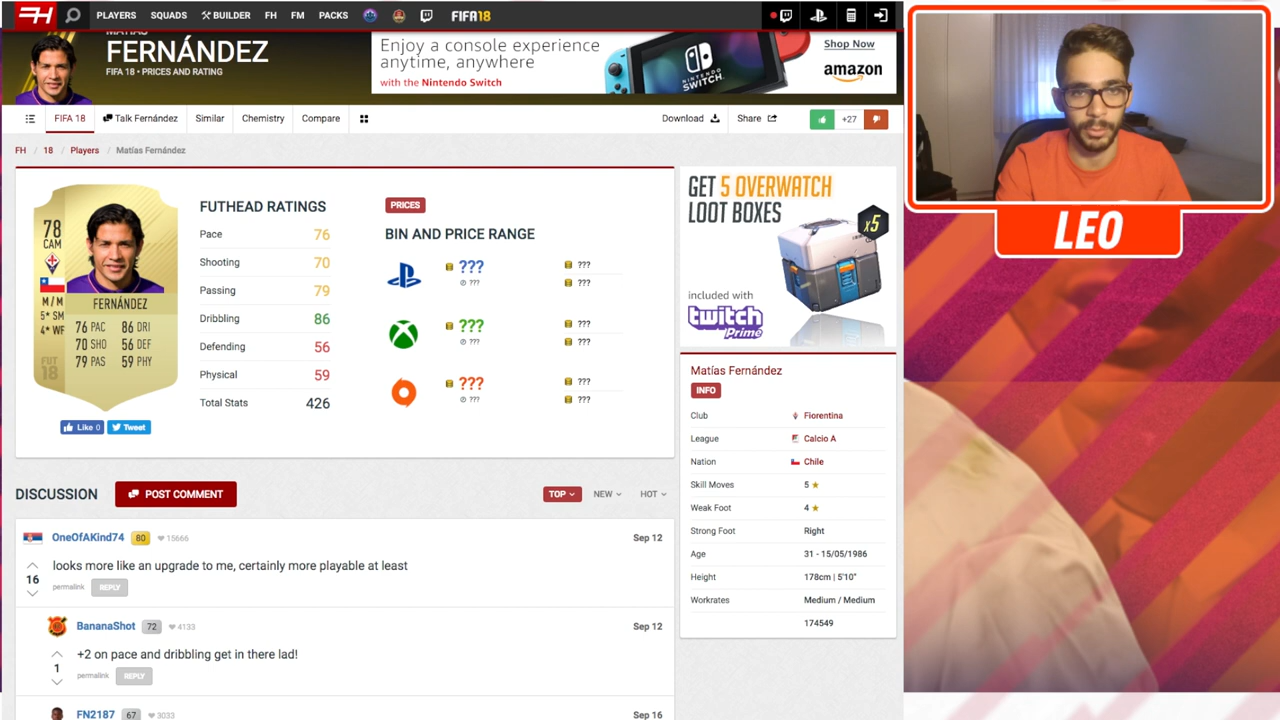 PLAYERS SQUADS BUILDER FH FM PACKS FIFA18
FERNÁNDEZ
FIFA 18 • PRICES AND RATING
Enjoy a console experience
anytime, anywhere
with the Nintendo Switch
NINTENDO
SWITCH
Shop Now
amazon
FIFA 18 Talk Fernández Similar Chemistry Compare
Download Share +27
FH / 18 / Players / Matías Fernández
78
CAM
M / M
5* SM
4* WF
FUT
18
FERNÁNDEZ
76 PAC 86 DRI
70 SHO 56 DEF
79 PAS 59 PHY
Like 0 Tweet
FUTHEAD RATINGS
Pace 76
Shooting 70
Passing 79
Dribbling 86
Defending 56
Physical 59
Total Stats 426
PRICES
BIN AND PRICE RANGE
??? ???
??? ???
??? ???
??? ???
??? ???
??? ???
GET 5 OVERWATCH
LOOT BOXES
x5
included with
twitch
prime
Matías Fernández
INFO
Club Fiorentina
League Calcio A
Nation Chile
Skill Moves 5 ★
Weak Foot 4 ★
Strong Foot Right
Age 31 - 15/05/1986
Height 178cm | 5'10"
Workrates Medium / Medium
174549
DISCUSSION POST COMMENT TOP NEW HOT
OneOfAKind74 80 15666 Sep 12
looks more like an upgrade to me, certainly more playable at least
16
permalink REPLY
BananaShot 72 4133 Sep 12
+2 on pace and dribbling get in there lad!
1
permalink REPLY
FN2187 67 3033 Sep 16
LEO